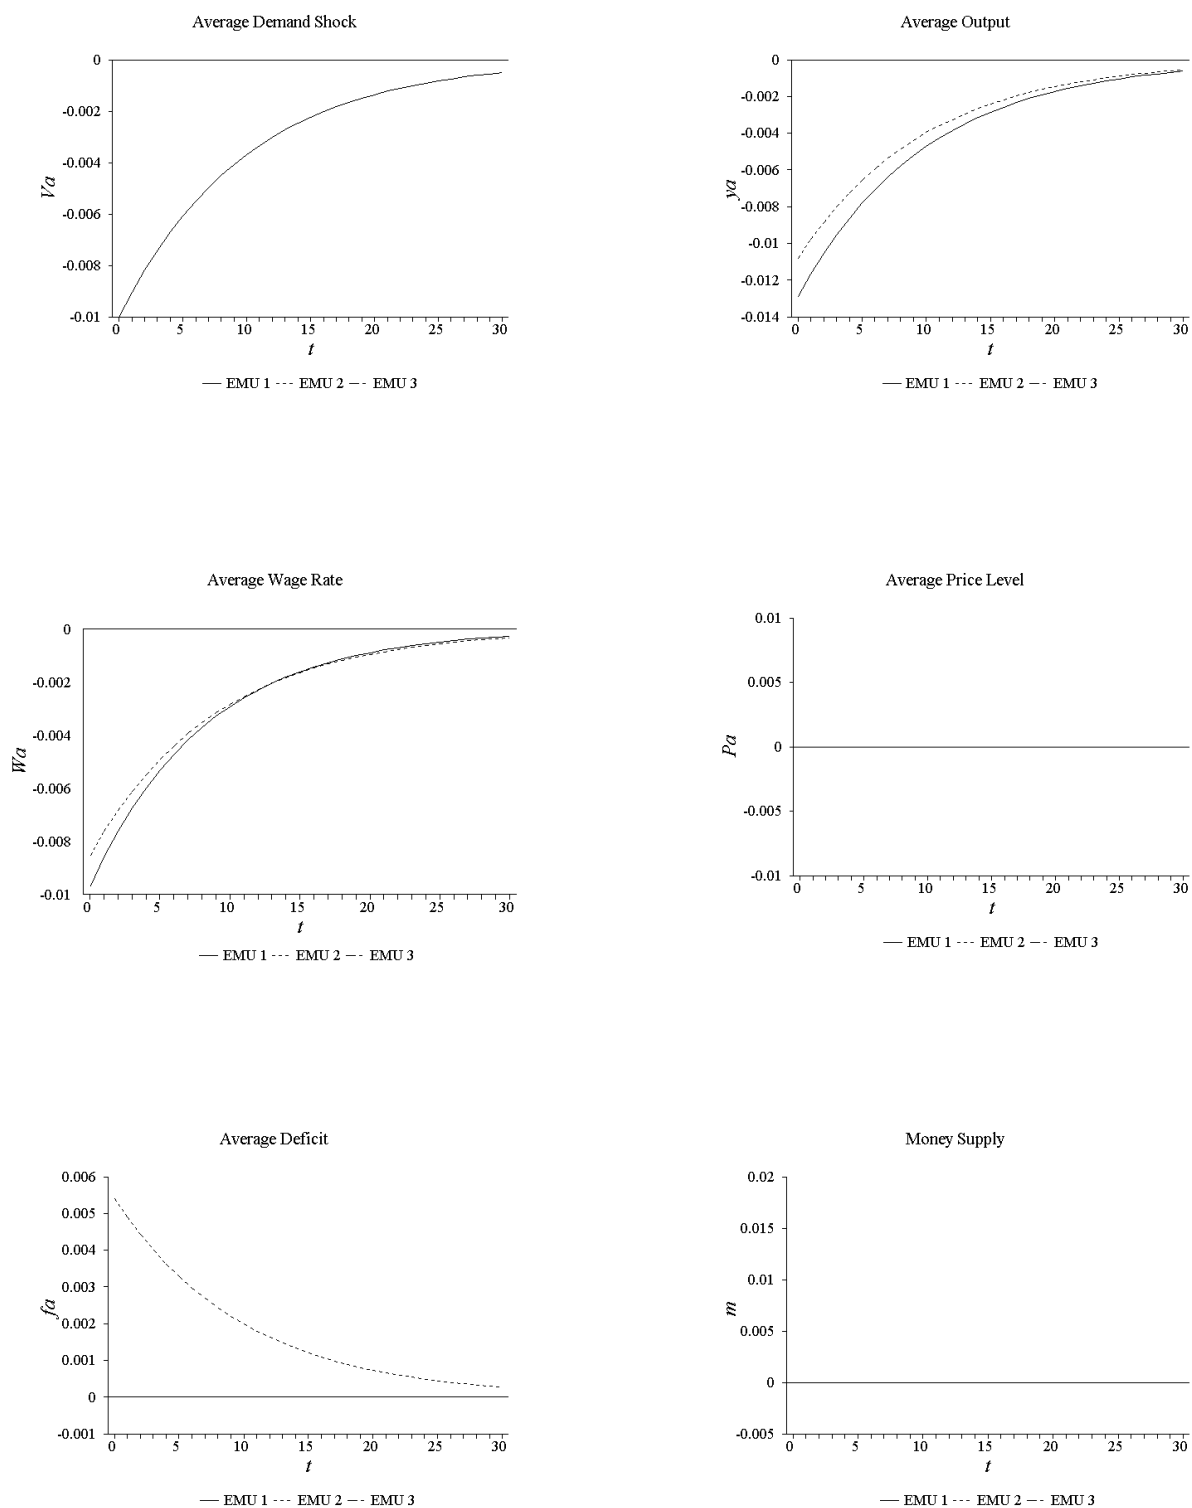 Average Demand Shock
0
-0.002
-0.004
-0.006
-0.008
-0.01
Va
0 5 10 15 20 25 30
t
EMU 1 EMU 2 EMU 3
Average Output
0
-0.002
-0.004
-0.006
-0.008
-0.01
-0.012
-0.014
ya
0 5 10 15 20 25 30
t
EMU 1 EMU 2 EMU 3
Average Wage Rate
0
-0.002
-0.004
-0.006
-0.008
-0.01
Wa
0 5 10 15 20 25 30
t
EMU 1 EMU 2 EMU 3
Average Price Level
0.01
0.005
0
-0.005
-0.01
Pa
0 5 10 15 20 25 30
t
EMU 1 EMU 2 EMU 3
Average Deficit
0.006
0.005
0.004
0.003
0.002
0.001
0
-0.001
fa
0 5 10 15 20 25 30
t
EMU 1 EMU 2 EMU 3
Money Supply
0.02
0.015
0.01
0.005
0
-0.005
m
0 5 10 15 20 25 30
t
EMU 1 EMU 2 EMU 3